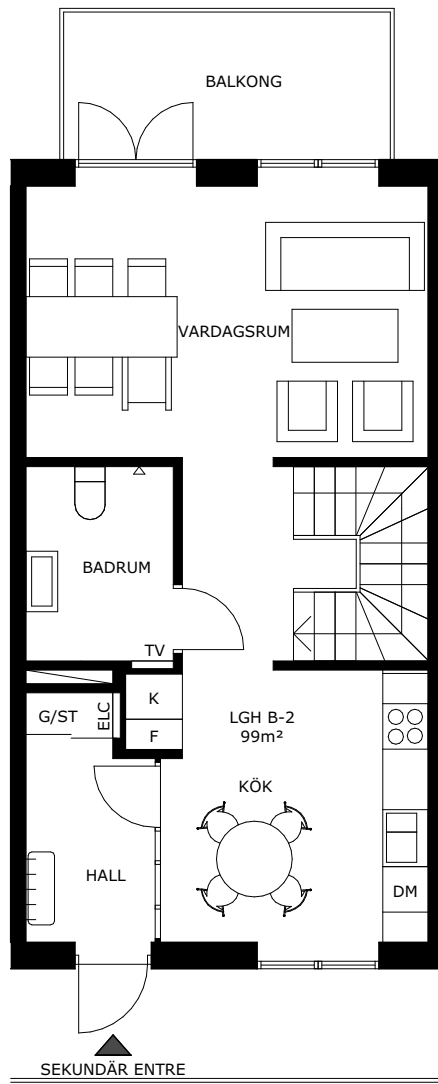 BALKONG
VARDAGSRUM
BADRUM
TV
K
F
G/ST
ELC
LGH B-2
99m²
KÖK
HALL
DM
SEKUNDÄR ENTRE